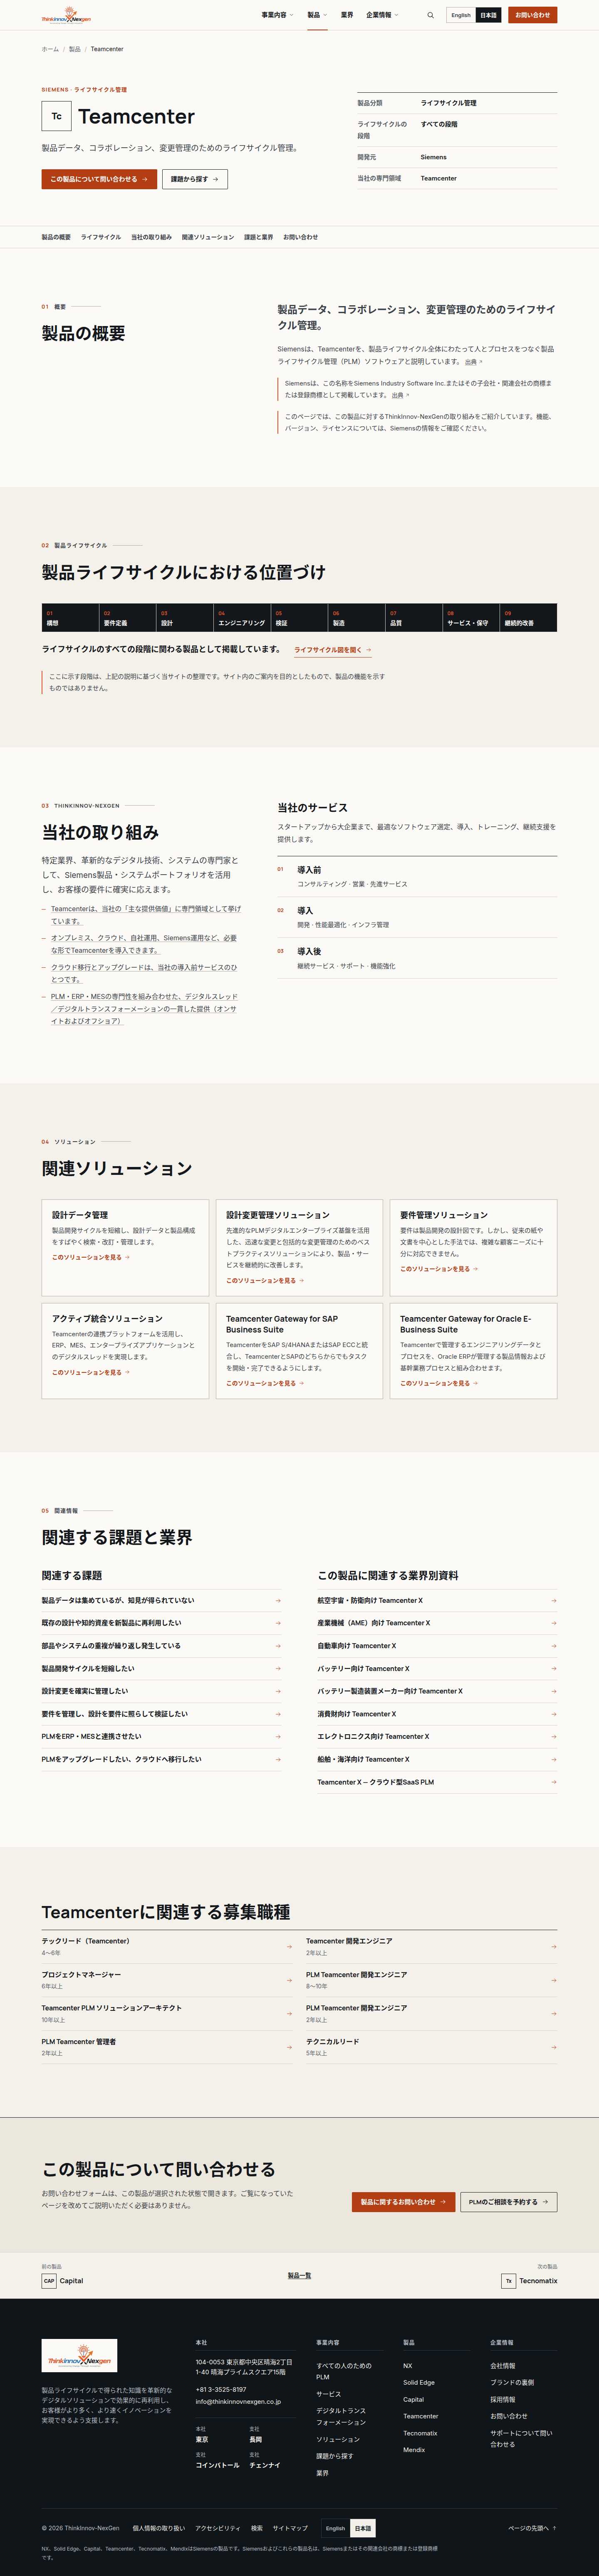 Thinkinnov Nexgen
事業内容
製品
業界
企業情報
English
日本語
お問い合わせ
ホーム / 製品 / Teamcenter
SIEMENS · ライフサイクル管理
Tc
Teamcenter
製品データ、コラボレーション、変更管理のためのライフサイクル管理。
この製品について問い合わせる →
課題から探す →
製品分類 ライフサイクル管理
ライフサイクルの
段階
すべての段階
開発元 Siemens
当社の専門領域 Teamcenter
製品の概要 ライフサイクル 当社の取り組み 関連ソリューション 課題と業界 お問い合わせ
01 概要
製品の概要
製品データ、コラボレーション、変更管理のためのライフサイ
クル管理。
Siemensは、Teamcenterを、製品ライフサイクル全体にわたって人とプロセスをつなぐ製品
ライフサイクル管理（PLM）ソフトウェアと説明しています。 出典 ↗
Siemensは、この名称をSiemens Industry Software Inc.またはその子会社・関連会社の商標ま
たは登録商標として掲載しています。 出典 ↗
このページでは、この製品に対するThinkInnov-NexGenの取り組みをご紹介しています。機能、
バージョン、ライセンスについては、Siemensの情報をご確認ください。
02 製品ライフサイクル
製品ライフサイクルにおける位置づけ
01 構想
02 要件定義
03 設計
04 エンジニアリング
05 検証
06 製造
07 品質
08 サービス・保守
09 継続的改善
ライフサイクルのすべての段階に関わる製品として掲載しています。 ライフサイクル図を開く →
ここに示す段階は、上記の説明に基づく当サイトの整理です。サイト内のご案内を目的としたもので、製品の機能を示す
ものではありません。
03 THINKINNOV-NEXGEN
当社の取り組み
特定業界、革新的なデジタル技術、システムの専門家と
して、Siemens製品・システムポートフォリオを活用
し、お客様の要件に確実に応えます。
— Teamcenterは、当社の「主な提供価値」に専門領域として挙げ
ています。
— オンプレミス、クラウド、自社運用、Siemens運用など、必要
な形でTeamcenterを導入できます。
— クラウド移行とアップグレードは、当社の導入前サービスのひ
とつです。
— PLM・ERP・MESの専門性を組み合わせた、デジタルスレッド
／デジタルトランスフォーメーションの一貫した提供（オンサ
イトおよびオフショア）
当社のサービス
スタートアップから大企業まで、最適なソフトウェア選定、導入、トレーニング、継続支援を
提供します。
01 導入前
コンサルティング · 営業 · 先進サービス
02 導入
開発 · 性能最適化 · インフラ管理
03 導入後
継続サービス · サポート · 機能強化
04 ソリューション
関連ソリューション
設計データ管理
製品開発サイクルを短縮し、設計データと製品構成
をすばやく検索・改訂・管理します。
このソリューションを見る →
設計変更管理ソリューション
先進的なPLMデジタルエンタープライズ基盤を活用
した、迅速な変更と包括的な変更管理のためのベス
トプラクティスソリューションにより、製品・サー
ビスを継続的に改善します。
このソリューションを見る →
要件管理ソリューション
要件は製品開発の設計図です。しかし、従来の紙や
文書を中心とした手法では、複雑な顧客ニーズに十
分に対応できません。
このソリューションを見る →
アクティブ統合ソリューション
Teamcenterの連携プラットフォームを活用し、
ERP、MES、エンタープライズアプリケーションと
のデジタルスレッドを実現します。
このソリューションを見る →
Teamcenter Gateway for SAP
Business Suite
TeamcenterをSAP S/4HANAまたはSAP ECCと統
合し、TeamcenterとSAPのどちらからでもタスク
を開始・完了できるようにします。
このソリューションを見る →
Teamcenter Gateway for Oracle E-
Business Suite
Teamcenterで管理するエンジニアリングデータと
プロセスを、Oracle ERPが管理する製品情報および
基幹業務プロセスと組み合わせます。
このソリューションを見る →
05 関連情報
関連する課題と業界
関連する課題
製品データは集めているが、知見が得られていない →
既存の設計や知的資産を新製品に再利用したい →
部品やシステムの重複が繰り返し発生している →
製品開発サイクルを短縮したい →
設計変更を確実に管理したい →
要件を管理し、設計を要件に照らして検証したい →
PLMをERP・MESと連携させたい →
PLMをアップグレードしたい、クラウドへ移行したい →
この製品に関連する業界別資料
航空宇宙・防衛向け Teamcenter X →
産業機械（AME）向け Teamcenter X →
自動車向け Teamcenter X →
バッテリー向け Teamcenter X →
バッテリー製造装置メーカー向け Teamcenter X →
消費財向け Teamcenter X →
エレクトロニクス向け Teamcenter X →
船舶・海洋向け Teamcenter X →
Teamcenter X — クラウド型SaaS PLM →
Teamcenterに関連する募集職種
テックリード（Teamcenter） →
4〜6年
Teamcenter 開発エンジニア →
2年以上
プロジェクトマネージャー →
6年以上
PLM Teamcenter 開発エンジニア →
8〜10年
Teamcenter PLM ソリューションアーキテクト →
10年以上
PLM Teamcenter 開発エンジニア →
2年以上
PLM Teamcenter 管理者 →
2年以上
テクニカルリード →
5年以上
この製品について問い合わせる
お問い合わせフォームは、この製品が選択された状態で開きます。ご覧になっていた
ページを改めてご説明いただく必要はありません。
製品に関するお問い合わせ →
PLMのご相談を予約する →
前の製品
CAP Capital
製品一覧
次の製品
Tx Tecnomatix
Thinkinnov Nexgen
製品ライフサイクルで得られた知識を革新的な
デジタルソリューションで効果的に再利用し、
お客様がより多く、より速くイノベーションを
実現できるよう支援します。
本社
104-0053 東京都中央区晴海2丁目
1-40 晴海プライムスクエア15階
+81 3-3525-8197
info@thinkinnovnexgen.co.jp
本社
東京
支社
長岡
支社
コインバトール
支社
チェンナイ
事業内容
すべての人のための
PLM
サービス
デジタルトランス
フォーメーション
ソリューション
課題から探す
業界
製品
NX
Solid Edge
Capital
Teamcenter
Tecnomatix
Mendix
企業情報
会社情報
ブランドの裏側
採用情報
お問い合わせ
サポートについて問い
合わせる
© 2026 ThinkInnov-NexGen 個人情報の取り扱い アクセシビリティ 検索 サイトマップ English 日本語 ページの先頭へ ↑
NX、Solid Edge、Capital、Teamcenter、Tecnomatix、MendixはSiemensの製品です。Siemensおよびこれらの製品名は、Siemensまたはその関連会社の商標または登録商標
です。